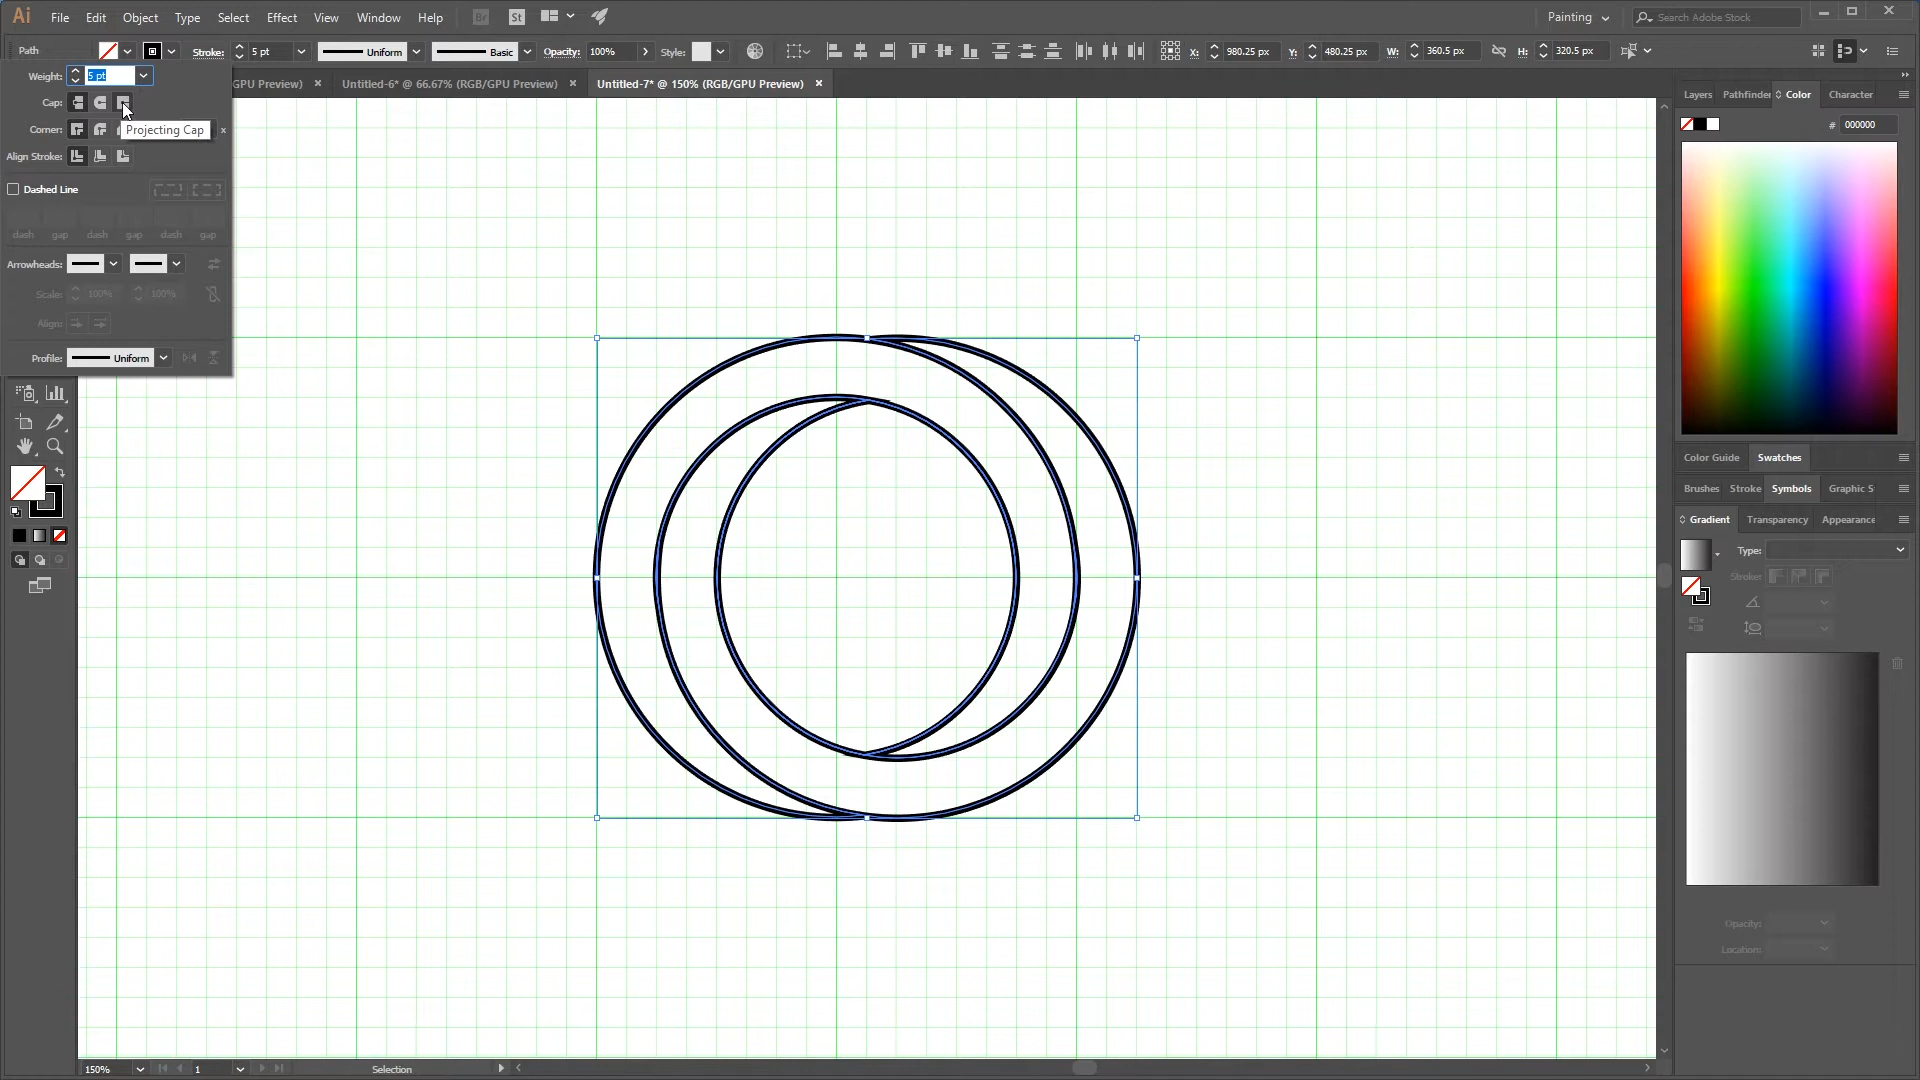 Ai File Edit Object Type Select Effect View Window Help Br St Painting Search Adobe Stock
Path Stroke: 5 pt Uniform Basic Opacity: 100% Style: X: 980.25 px Y: 480.25 px W: 360.5 px H: 320.5 px
Weight: 5 pt
GPU Preview) × Untitled-6* @ 66.67% (RGB/GPU Preview) × Untitled-7* @ 150% (RGB/GPU Preview) ×
Cap:
Corner:
Projecting Cap
Align Stroke:
Dashed Line
dash gap dash gap dash gap
Arrowheads:
Scale: 100% 100%
Align:
Profile: Uniform
Layers Pathfinder Color Character
# 000000
Color Guide Swatches
Brushes Stroke Symbols Graphic S
Gradient Transparency Appearance
Type:
Stroke:
Opacity:
Location:
150% 1 Selection